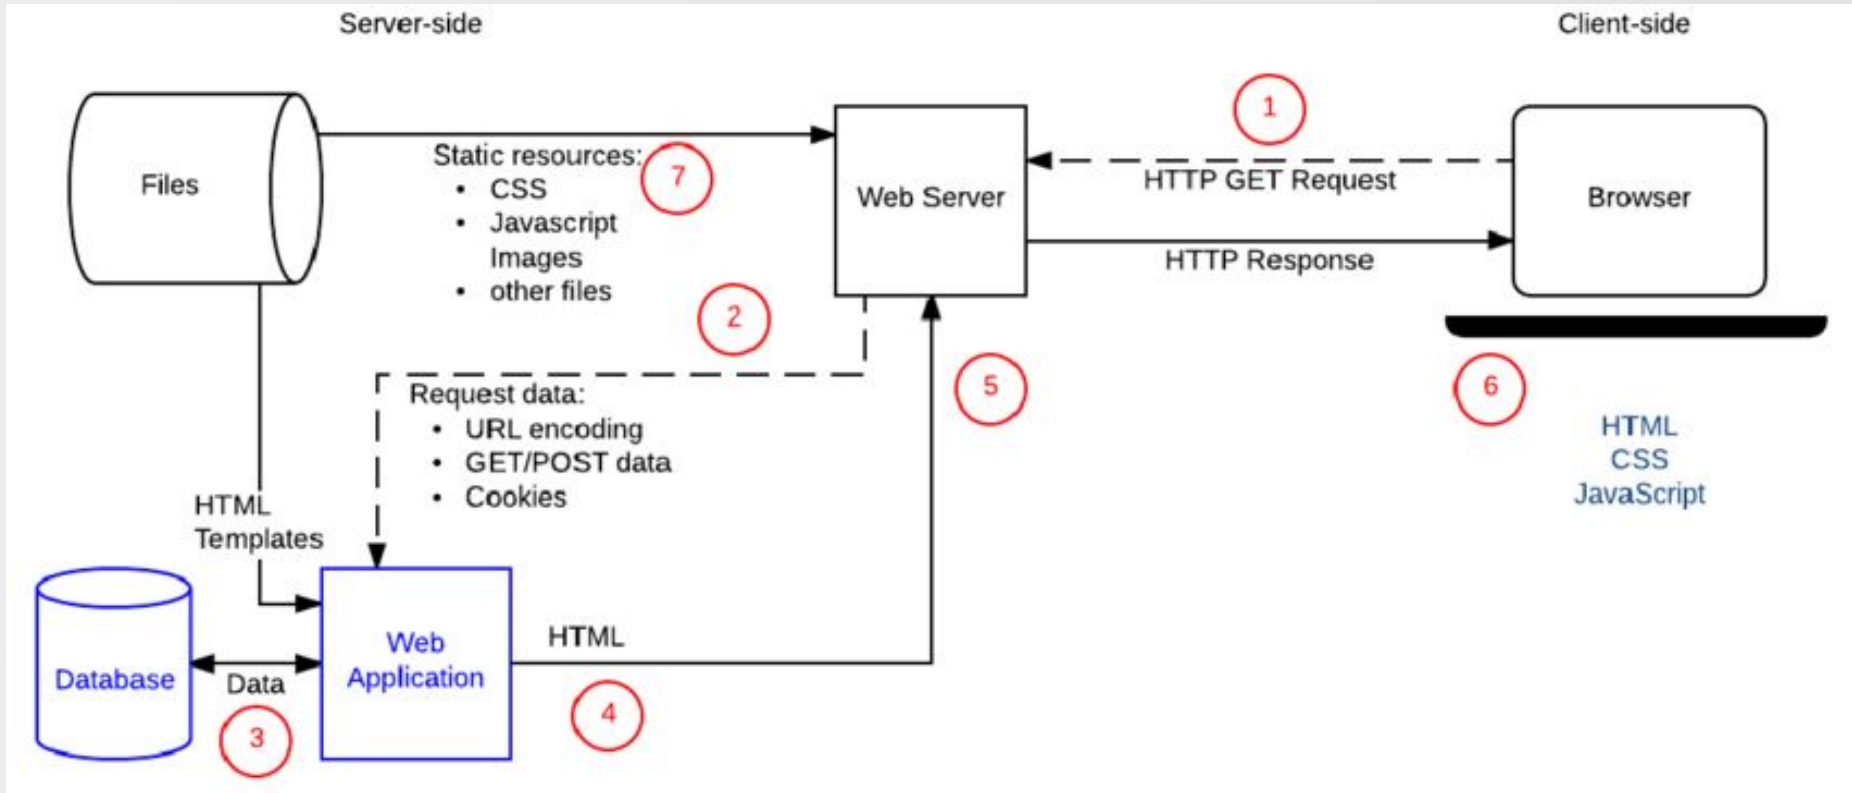 Server-side
Client-side
1
Files
Static resources:
• CSS
• Javascript
Images
• other files
7
Web Server
HTTP GET Request
HTTP Response
Browser
2
Request data:
• URL encoding
• GET/POST data
• Cookies
5
6
HTML
CSS
JavaScript
HTML
Templates
Database
Data
3
Web
Application
HTML
4